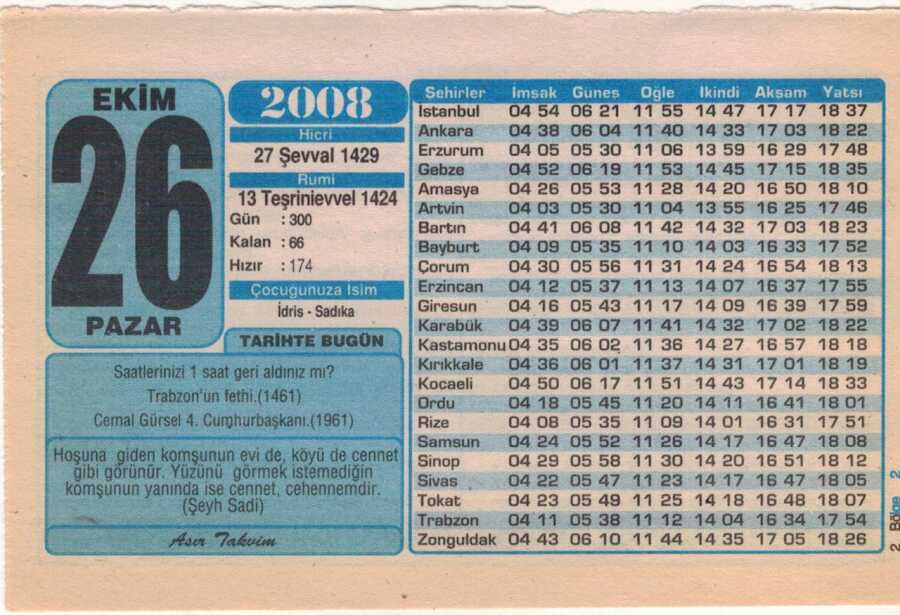 EKİM
26
PAZAR
2008
Hicri
27 Şevval 1429
Rumi
13 Teşrinievvel 1424
Gün : 300
Kalan : 66
Hızır : 174
Çocuğunuza Isim
İdris - Sadıka
TARİHTE BUGÜN
Saatlerinizi 1 saat geri aldınız mı?
Trabzon'un fethi.(1461)
Cemal Gürsel 4. Cumhurbaşkanı.(1961)
Hoşuna giden komşunun evi de, köyü de cennet
gibi görünür. Yüzünü görmek istemediğin
komşunun yanında ise cennet, cehennemdir.
(Şeyh Sadi)
Asır Takvim
Sehirler İmsak Günes Öğle Ikindi Aksam Yatsı
İstanbul 04 54 06 21 11 55 14 47 17 17 18 37
Ankara 04 38 06 04 11 40 14 33 17 03 18 22
Erzurum 04 05 05 30 11 06 13 59 16 29 17 48
Gebze 04 52 06 19 11 53 14 45 17 15 18 35
Amasya 04 26 05 53 11 28 14 20 16 50 18 10
Artvin 04 03 05 30 11 04 13 55 16 25 17 46
Bartın 04 41 06 08 11 42 14 32 17 03 18 23
Bayburt 04 09 05 35 11 10 14 03 16 33 17 52
Çorum 04 30 05 56 11 31 14 24 16 54 18 13
Erzincan 04 12 05 37 11 13 14 07 16 37 17 55
Giresun 04 16 05 43 11 17 14 09 16 39 17 59
Karabük 04 39 06 07 11 41 14 32 17 02 18 22
Kastamonu 04 35 06 02 11 36 14 27 16 57 18 18
Kırıkkale 04 36 06 01 11 37 14 31 17 01 18 19
Kocaeli 04 50 06 17 11 51 14 43 17 14 18 33
Ordu 04 18 05 45 11 20 14 11 16 41 18 01
Rize 04 08 05 35 11 09 14 01 16 31 17 51
Samsun 04 24 05 52 11 26 14 17 16 47 18 08
Sinop 04 29 05 58 11 30 14 20 16 51 18 12
Sivas 04 22 05 47 11 23 14 17 16 47 18 05
Tokat 04 23 05 49 11 25 14 18 16 48 18 07
Trabzon 04 11 05 38 11 12 14 04 16 34 17 54
Zonguldak 04 43 06 10 11 44 14 35 17 05 18 26
2. Bölge 2.